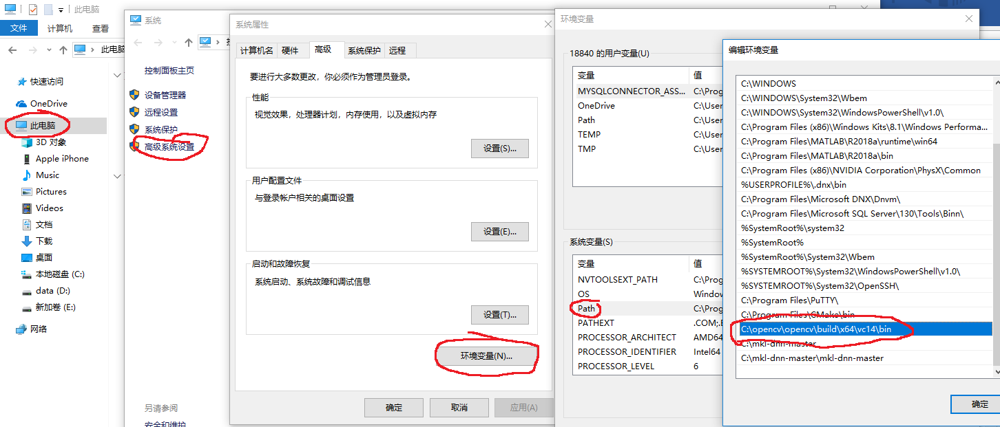 此电脑
文件
计算机
查看
此电脑
快速访问
OneDrive
此电脑
3D 对象
Apple iPhone
Music
Pictures
Videos
文档
下载
桌面
本地磁盘 (C:)
data (D:)
新加卷 (E:)
网络
系统
控制面板主页
设备管理器
远程设置
系统保护
高级系统设置
另请参阅
安全和维护
系统属性
计算机名
硬件
高级
系统保护
远程
要进行大多数更改，你必须作为管理员登录。
性能
视觉效果，处理器计划，内存使用，以及虚拟内存
设置(S)...
用户配置文件
与登录帐户相关的桌面设置
设置(E)...
启动和故障恢复
系统启动、系统故障和调试信息
设置(T)...
环境变量(N)...
确定
取消
应用(A)
环境变量
18840 的用户变量(U)
变量
值
MYSQLCONNECTOR_ASS...
C:\Prog
OneDrive
C:\User
Path
C:\User
TEMP
C:\User
TMP
C:\User
系统变量(S)
变量
值
NVTOOLSEXT_PATH
C:\Prog
OS
Window
Path
C:\Prog
PATHEXT
.COM;.E
PROCESSOR_ARCHITECT
AMD64
PROCESSOR_IDENTIFIER
Intel64
PROCESSOR_LEVEL
6
编辑环境变量
C:\WINDOWS
C:\WINDOWS\System32\Wbem
C:\WINDOWS\System32\WindowsPowerShell\v1.0\
C:\Program Files (x86)\Windows Kits\8.1\Windows Performa...
C:\Program Files\MATLAB\R2018a\runtime\win64
C:\Program Files\MATLAB\R2018a\bin
C:\Program Files (x86)\NVIDIA Corporation\PhysX\Common
%USERPROFILE%\.dnx\bin
C:\Program Files\Microsoft DNX\Dnvm\
C:\Program Files\Microsoft SQL Server\130\Tools\Binn\
%SystemRoot%\system32
%SystemRoot%
%SystemRoot%\System32\Wbem
%SYSTEMROOT%\System32\WindowsPowerShell\v1.0\
%SYSTEMROOT%\System32\OpenSSH\
C:\Program Files\PuTTY\
C:\Program Files\CMake\bin
C:\opencv\opencv\build\x64\vc14\bin
C:\mkl-dnn-master
C:\mkl-dnn-master\mkl-dnn-master
确定